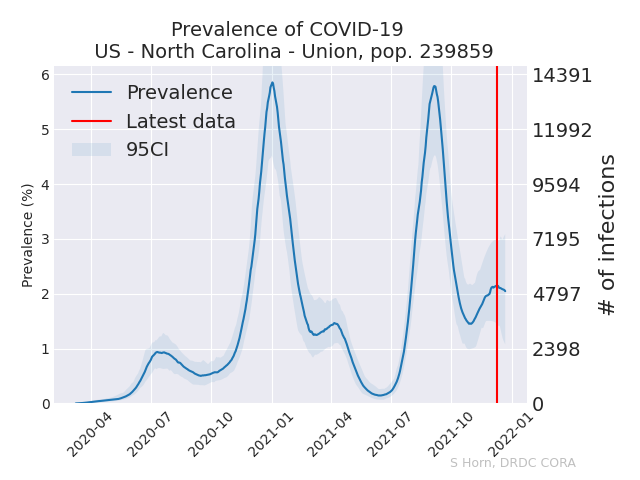 Prevalence of COVID-19
US - North Carolina - Union, pop. 239859
Prevalence
Latest data
95CI
Prevalence (%)
6
5
4
3
2
1
0
14391
11992
9594
7195
4797
2398
0
# of infections
2020-04
2020-07
2020-10
2021-01
2021-04
2021-07
2021-10
2022-01
S Horn, DRDC CORA